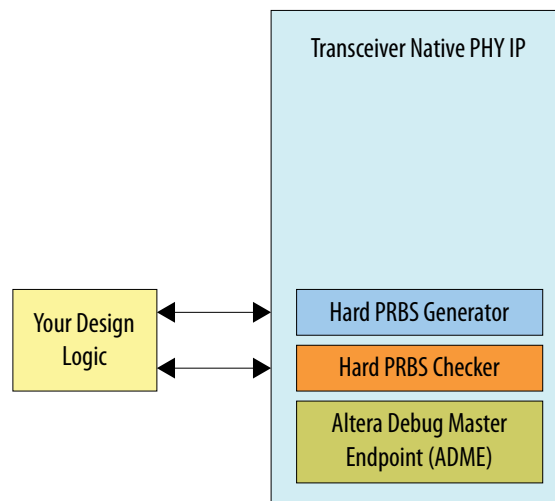 Transceiver Native PHY IP
Your Design
Logic
Hard PRBS Generator
Hard PRBS Checker
Altera Debug Master
Endpoint (ADME)